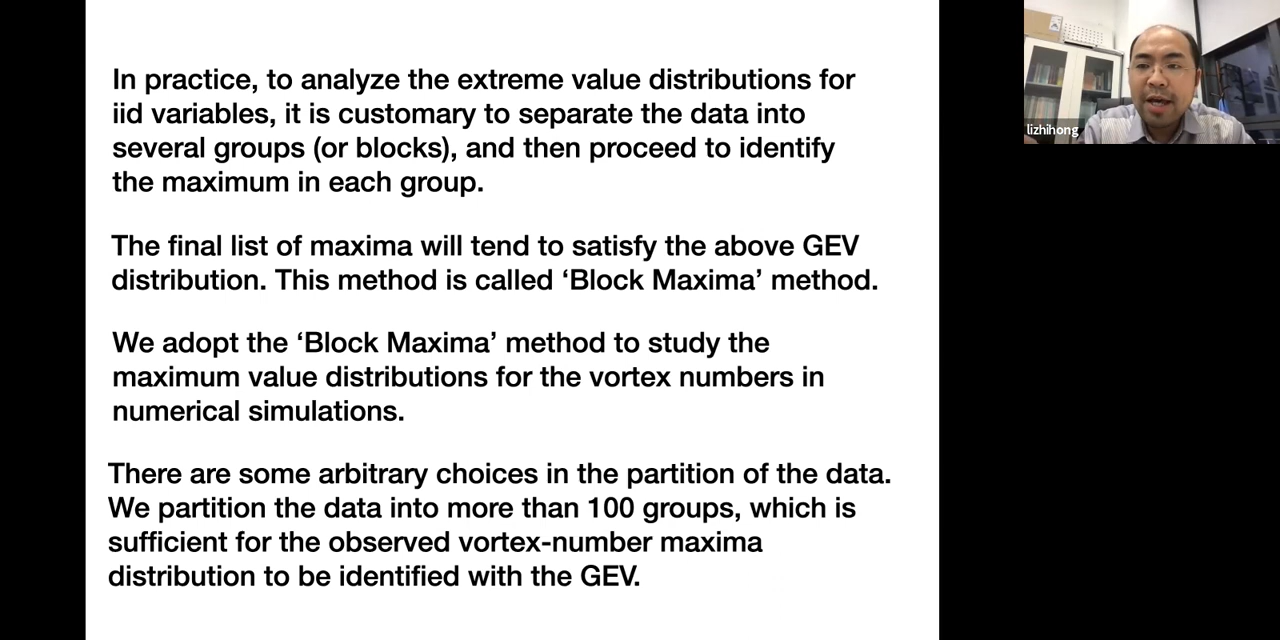 In practice, to analyze the extreme value distributions for
iid variables, it is customary to separate the data into
several groups (or blocks), and then proceed to identify
the maximum in each group.
The final list of maxima will tend to satisfy the above GEV
distribution. This method is called ‘Block Maxima’ method.
We adopt the ‘Block Maxima’ method to study the
maximum value distributions for the vortex numbers in
numerical simulations.
There are some arbitrary choices in the partition of the data.
We partition the data into more than 100 groups, which is
sufficient for the observed vortex-number maxima
distribution to be identified with the GEV.
lizhihong